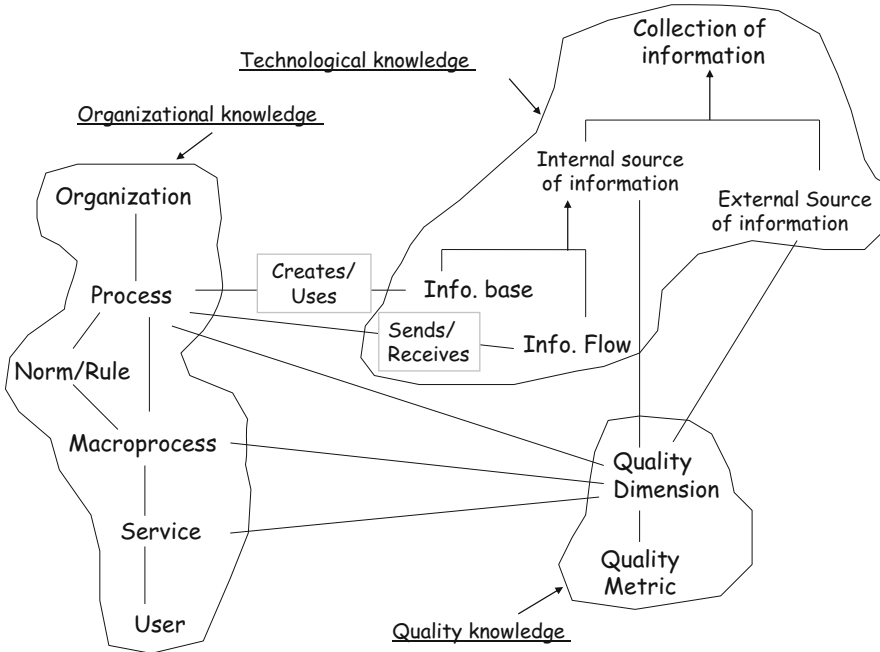 Collection of
information
Technological knowledge
Organizational knowledge
Internal source
of information
External Source
of information
Organization
Creates/
Uses
Process
Info. base
Sends/
Receives
Info. Flow
Norm/Rule
Macroprocess
Quality
Dimension
Service
Quality
Metric
User
Quality knowledge